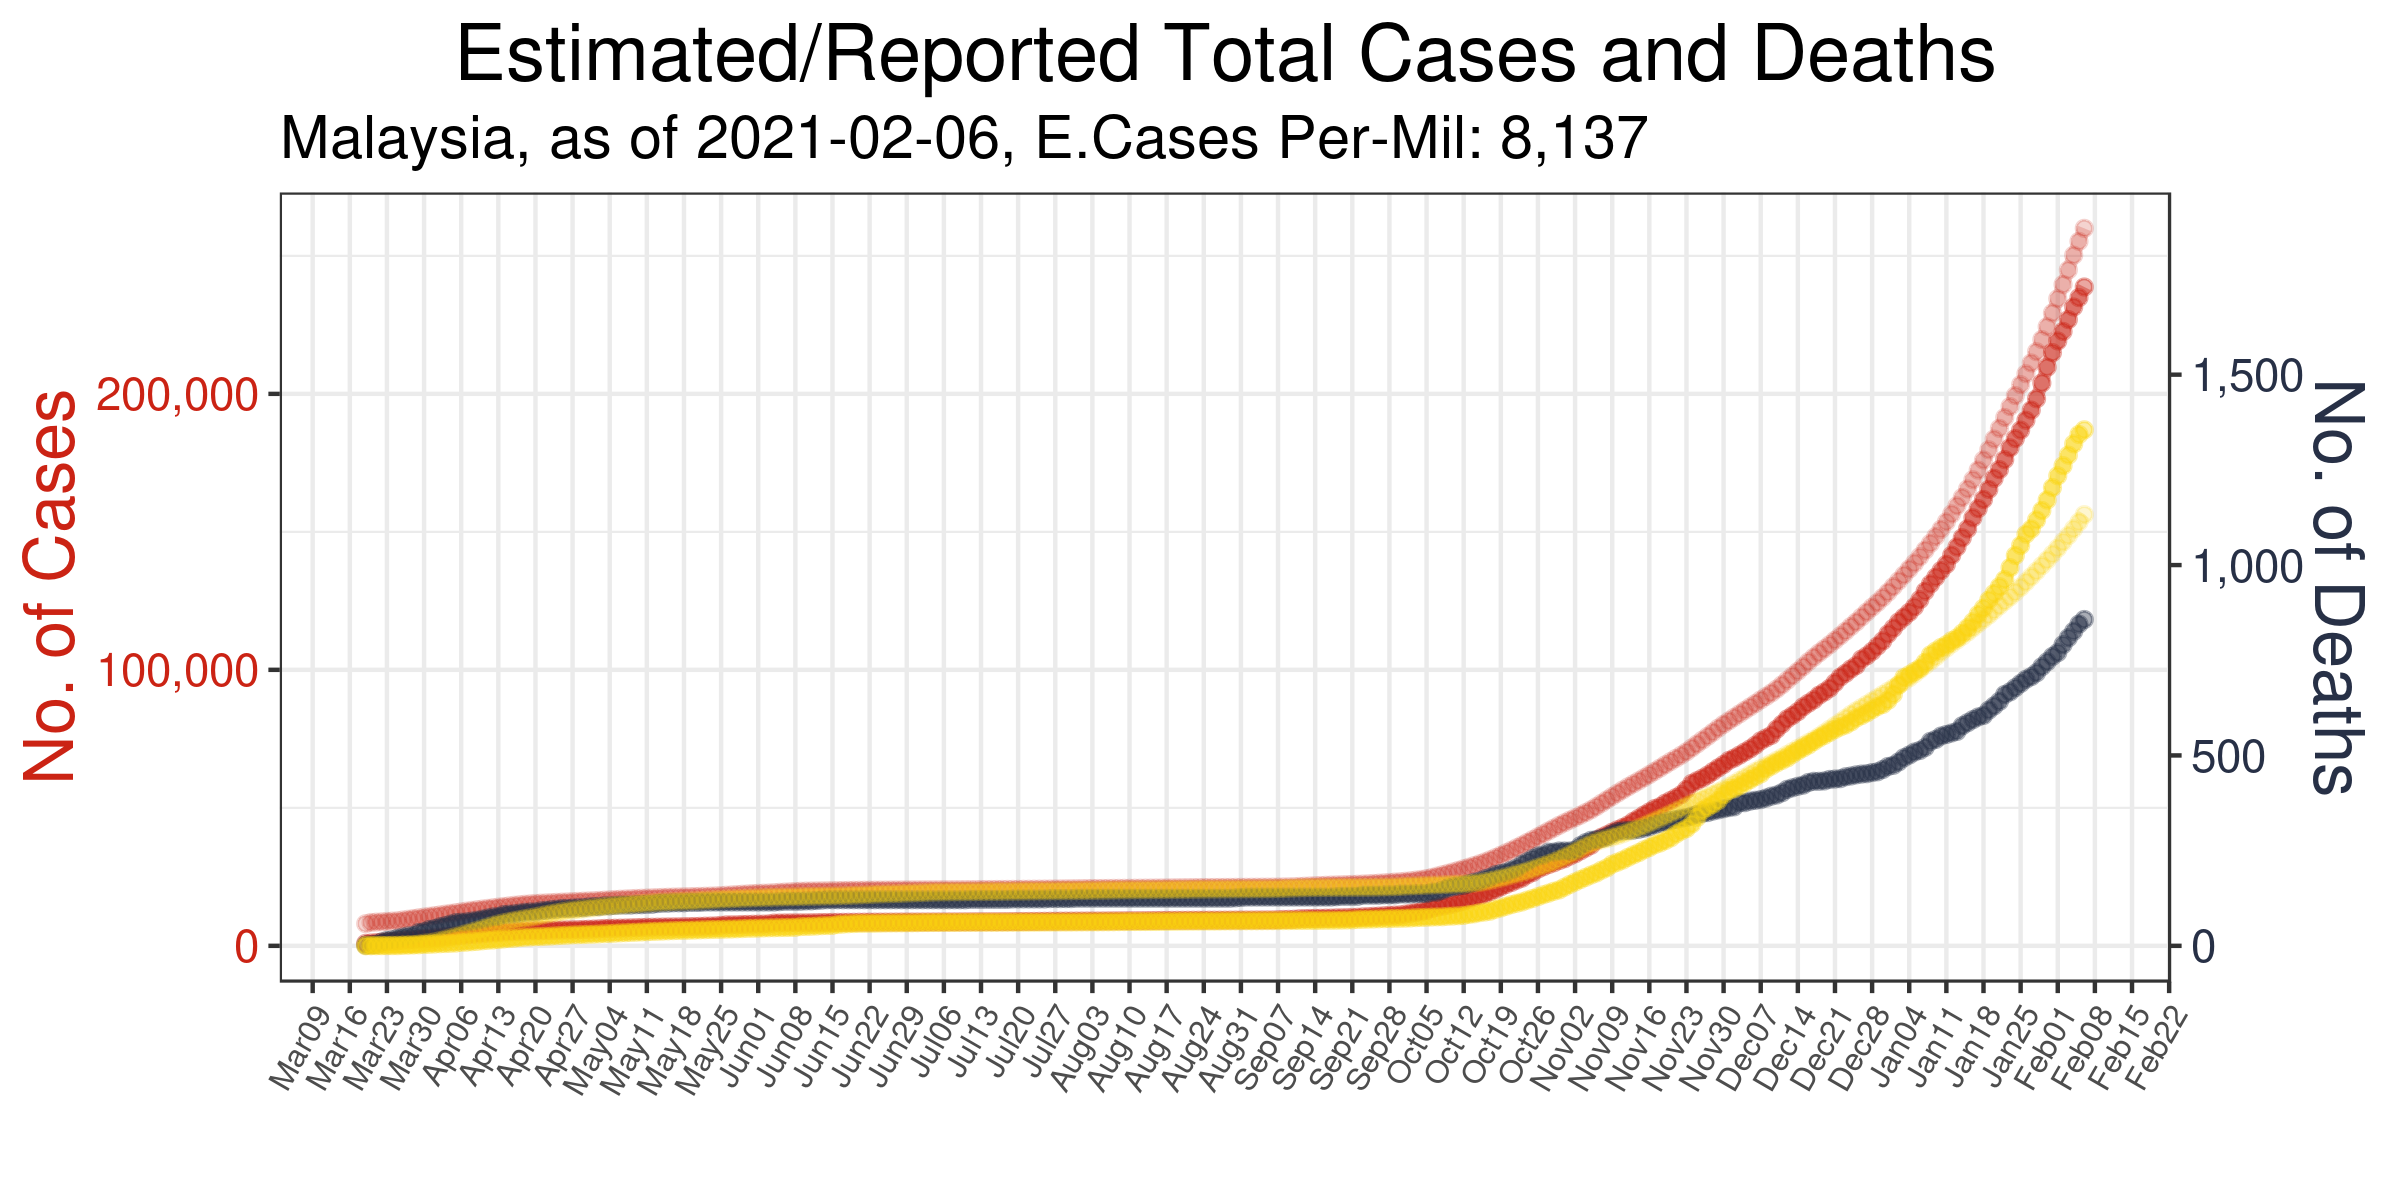 Estimated/Reported Total Cases and Deaths
Malaysia, as of 2021-02-06, E.Cases Per-Mil: 8,137
No. of Cases
200,000
100,000
0
1,500
1,000
500
0
No. of Deaths
Mar09
Mar16
Mar23
Mar30
Apr06
Apr13
Apr20
Apr27
May04
May11
May18
May25
Jun01
Jun08
Jun15
Jun22
Jun29
Jul06
Jul13
Jul20
Jul27
Aug03
Aug10
Aug17
Aug24
Aug31
Sep07
Sep14
Sep21
Sep28
Oct05
Oct12
Oct19
Oct26
Nov02
Nov09
Nov16
Nov23
Nov30
Dec07
Dec14
Dec21
Dec28
Jan04
Jan11
Jan18
Jan25
Feb01
Feb08
Feb15
Feb22